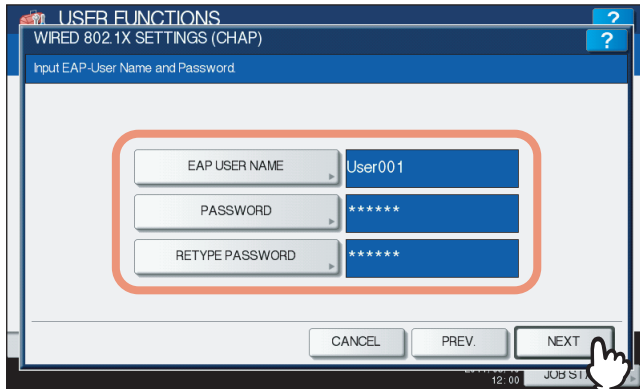 USER FUNCTIONS
?
WIRED 802.1X SETTINGS (CHAP)
?
Input EAP-User Name and Password.
EAP USER NAME
User001
PASSWORD
******
RETYPE PASSWORD
******
CANCEL
PREV.
NEXT
12:00
JOB